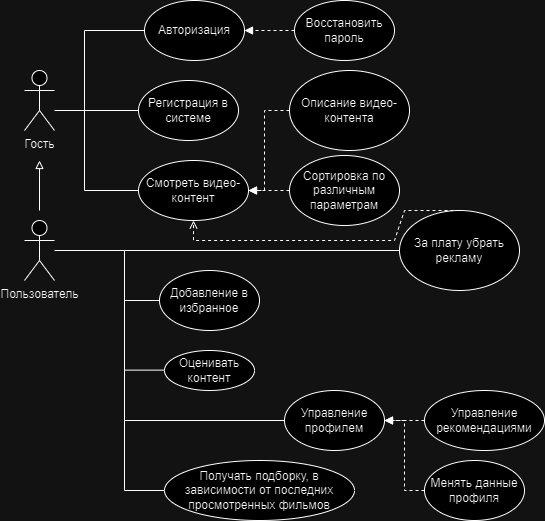 Авторизация
Восстановить
пароль
Регистрация в
системе
Описание видео-
контента
Гость
Смотреть видео-
контент
Сортировка по
различным
параметрам
За плату убрать
рекламу
Пользователь
Добавление в
избранное
Оценивать
контент
Управление
профилем
Управление
рекомендациями
Получать подборку, в
зависимости от последних
просмотренных фильмов
Менять данные
профиля